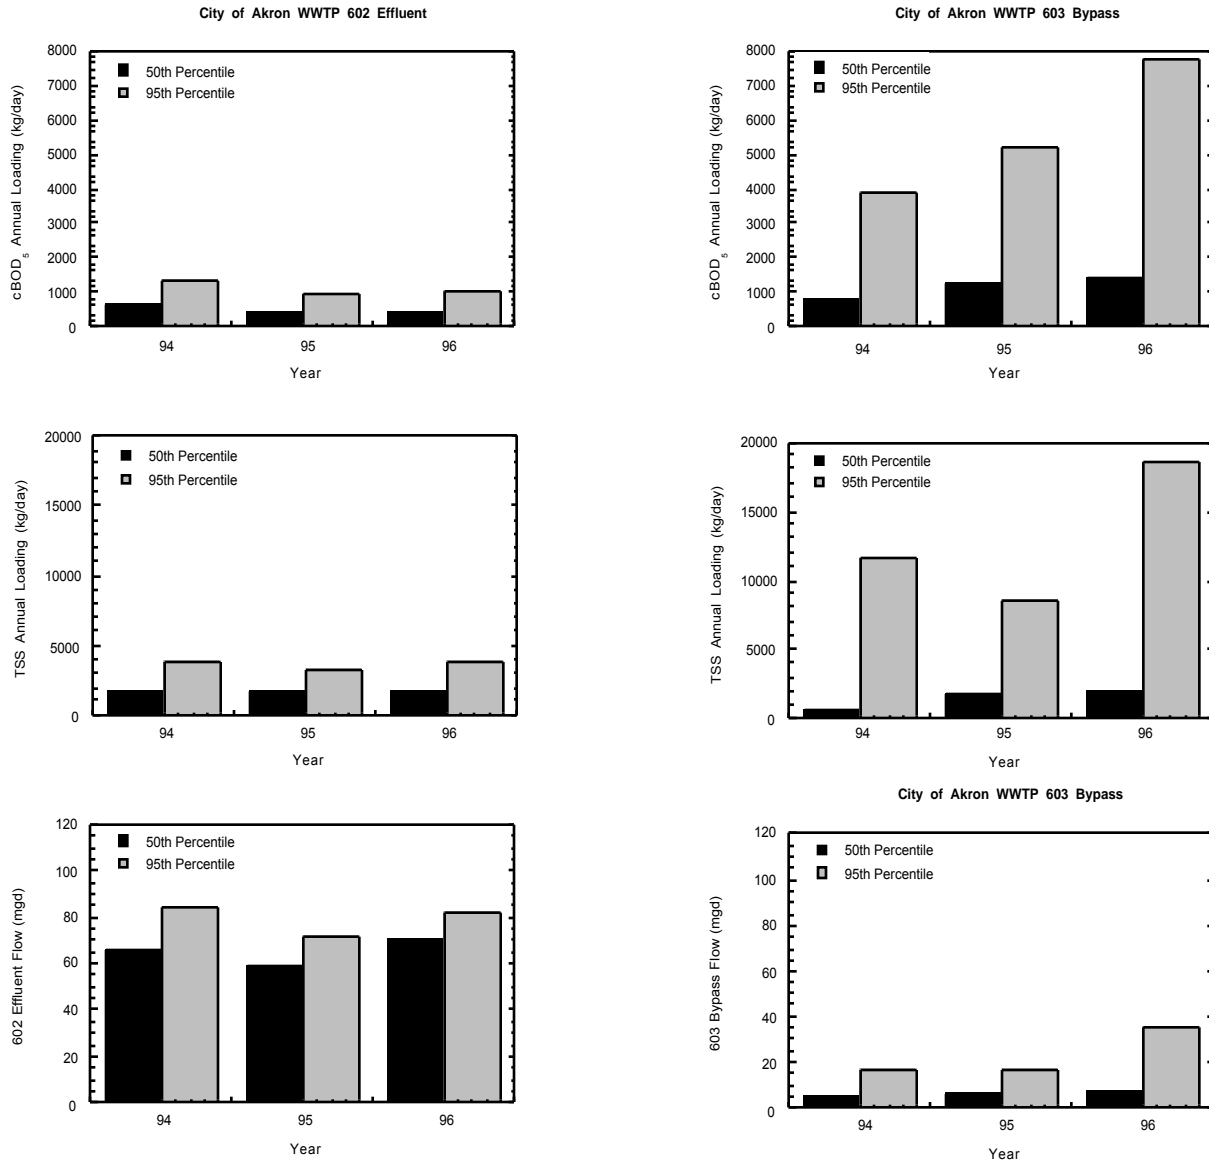 City of Akron WWTP 602 Effluent
cBOD5 Annual Loading (kg/day)
8000
7000
6000
5000
4000
3000
2000
1000
0
50th Percentile
95th Percentile
94
95
96
Year
City of Akron WWTP 603 Bypass
cBOD5 Annual Loading (kg/day)
8000
7000
6000
5000
4000
3000
2000
1000
0
50th Percentile
95th Percentile
94
95
96
Year
TSS Annual Loading (kg/day)
20000
15000
10000
5000
0
50th Percentile
95th Percentile
94
95
96
Year
TSS Annual Loading (kg/day)
20000
15000
10000
5000
0
50th Percentile
95th Percentile
94
95
96
Year
602 Effluent Flow (mgd)
120
100
80
60
40
20
0
50th Percentile
95th Percentile
94
95
96
Year
City of Akron WWTP 603 Bypass
603 Bypass Flow (mgd)
120
100
80
60
40
20
0
50th Percentile
95th Percentile
94
95
96
Year